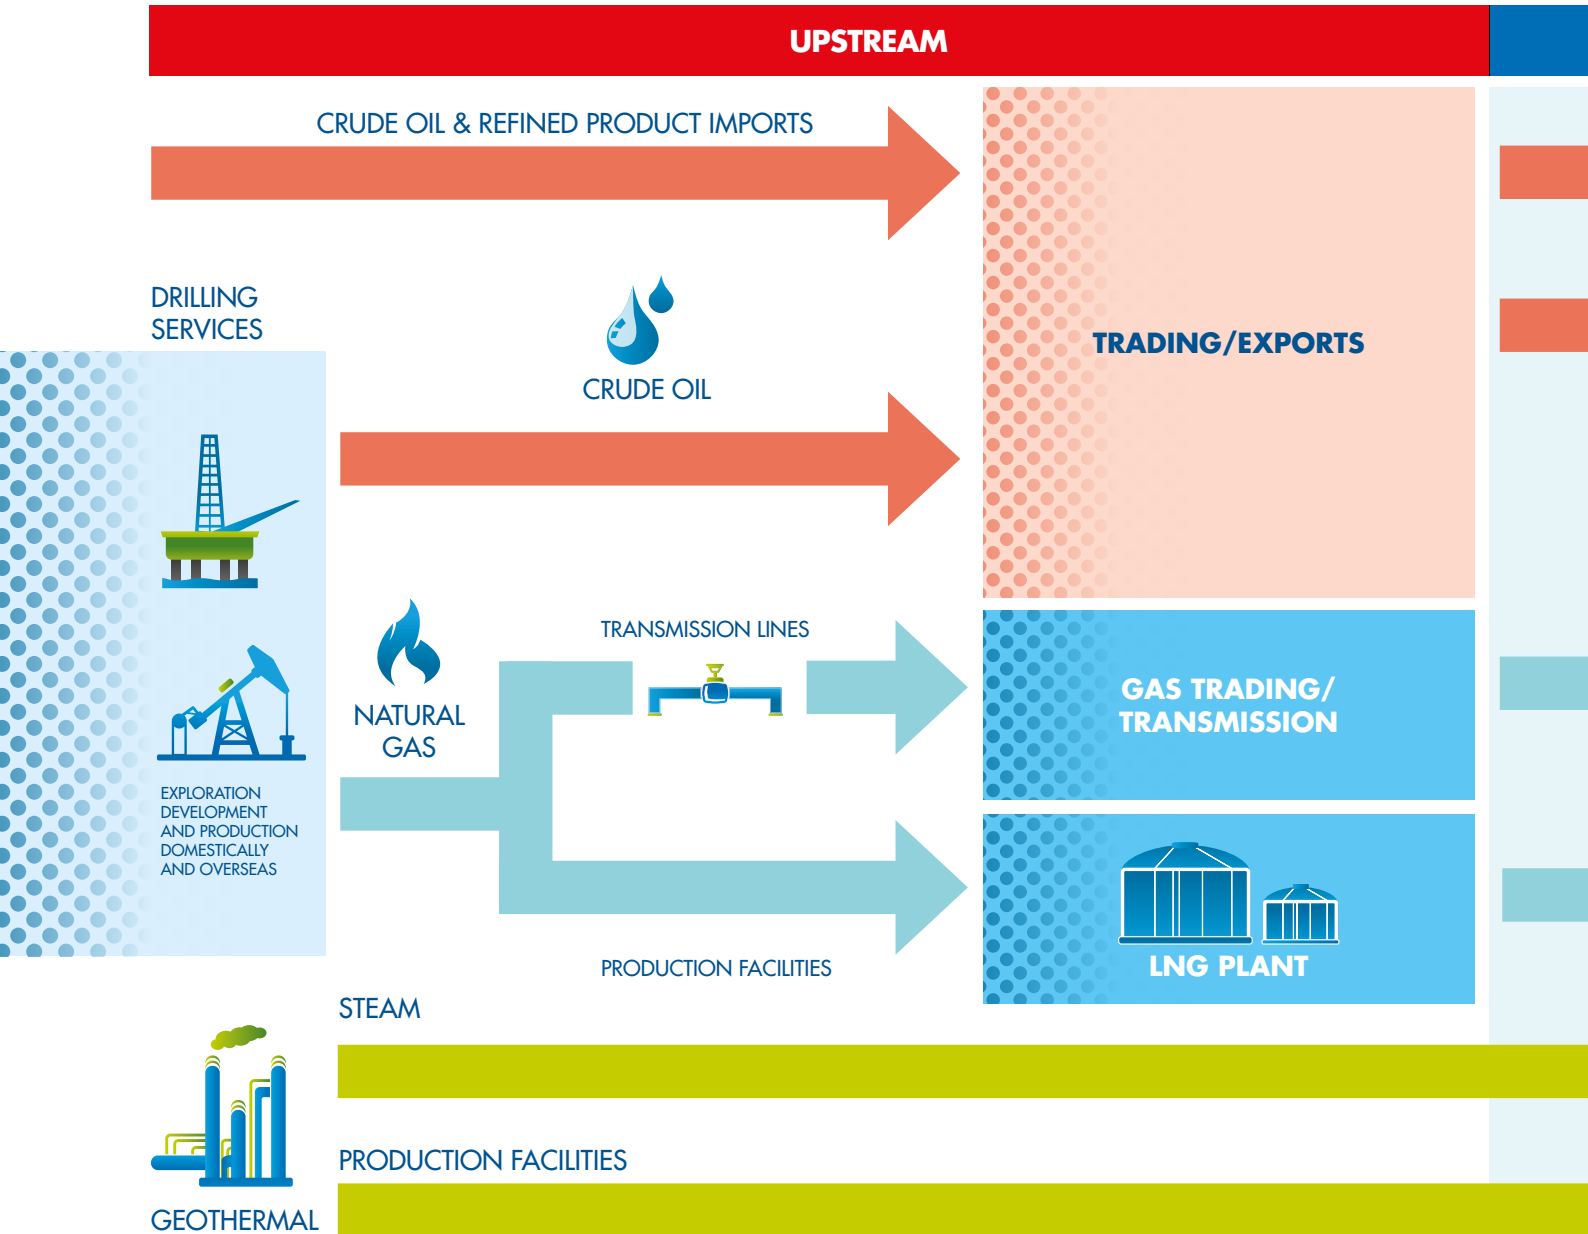 UPSTREAM
CRUDE OIL & REFINED PRODUCT IMPORTS
DRILLING
SERVICES
CRUDE OIL
TRADING/EXPORTS
TRANSMISSION LINES
NATURAL
GAS
GAS TRADING/
TRANSMISSION
EXPLORATION
DEVELOPMENT
AND PRODUCTION
DOMESTICALLY
AND OVERSEAS
LNG PLANT
PRODUCTION FACILITIES
STEAM
PRODUCTION FACILITIES
GEOTHERMAL